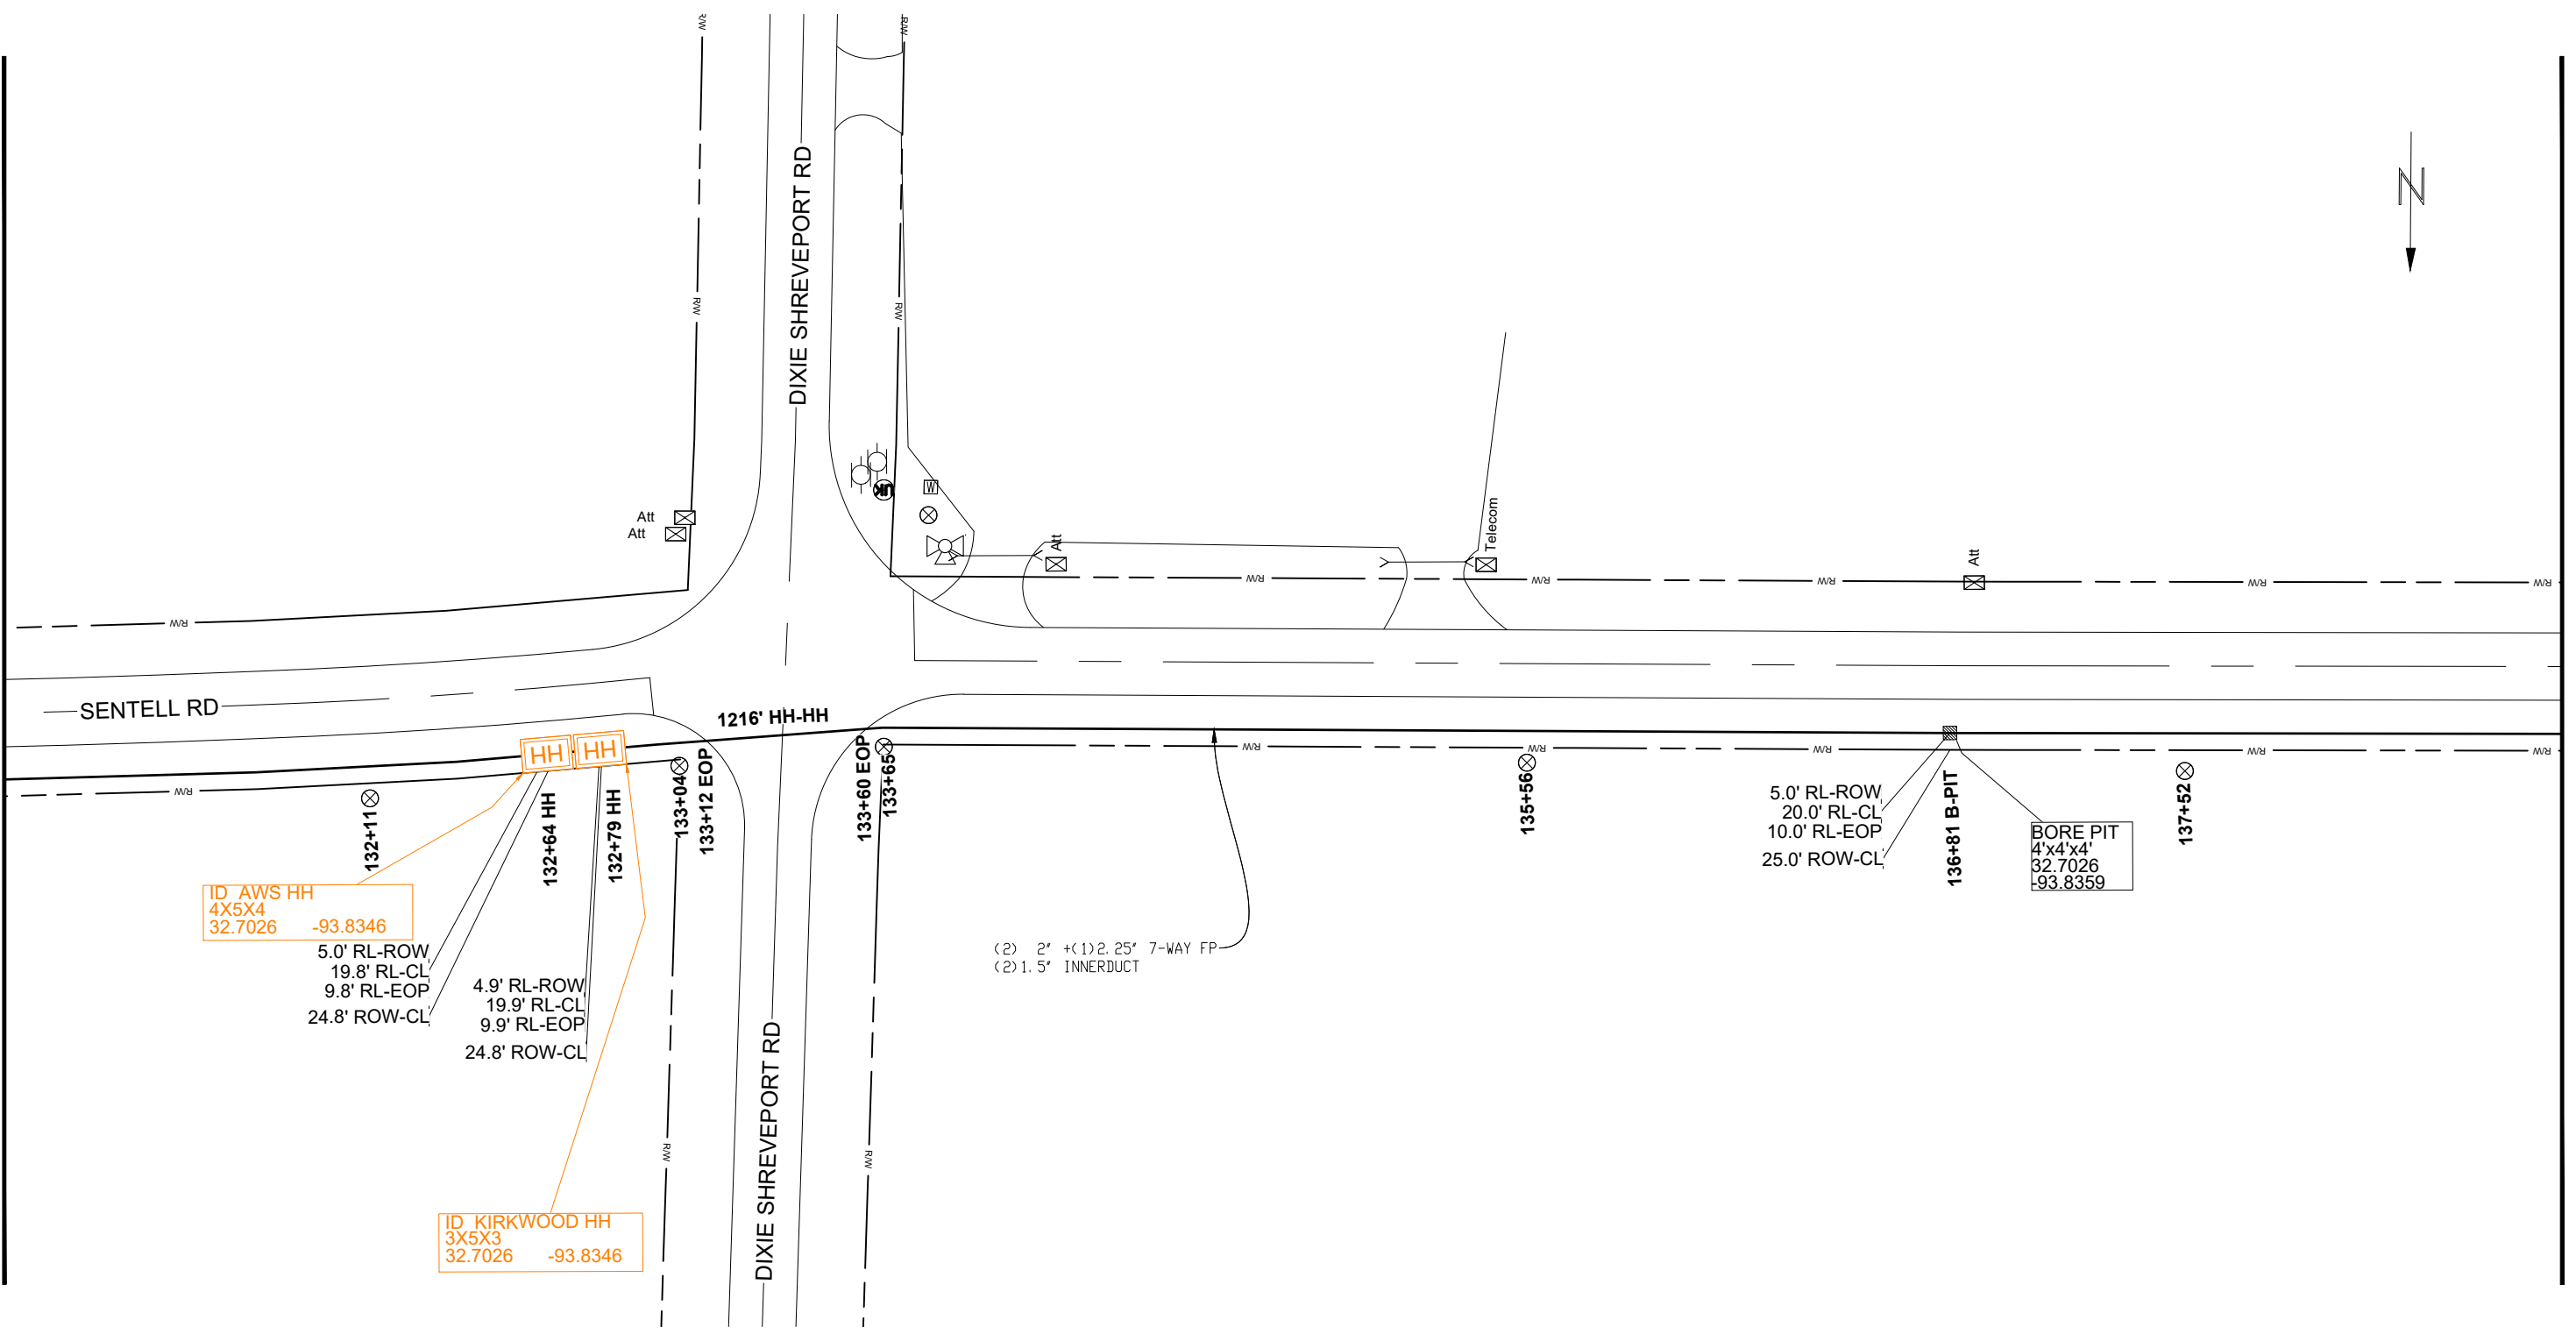 R/W
R/W
DIXIE SHREVEPORT RD
N
R/W
R/W
UK
W
Att
Att
Att
Telecom
Att
R/W
R/W
R/W
R/W
R/W
R/W
SENTELL RD
1216' HH-HH
HH
HH
R/W
R/W
R/W
R/W
R/W
R/W
132+11
132+64 HH
132+79 HH
133+04
133+12 EOP
133+60 EOP
133+65
135+56
136+81 B-PIT
137+52
5.0' RL-ROW
20.0' RL-CL
10.0' RL-EOP
25.0' ROW-CL
BORE PIT
4'x4'x4'
32.7026
-93.8359
ID AWS HH
4X5X4
32.7026 -93.8346
5.0' RL-ROW
19.8' RL-CL
9.8' RL-EOP
24.8' ROW-CL
4.9' RL-ROW
19.9' RL-CL
9.9' RL-EOP
24.8' ROW-CL
(2) 2" +(1)2.25" 7-WAY FP
(2)1.5" INNERDUCT
DIXIE SHREVEPORT RD
R/W
R/W
ID KIRKWOOD HH
3X5X3
32.7026 -93.8346